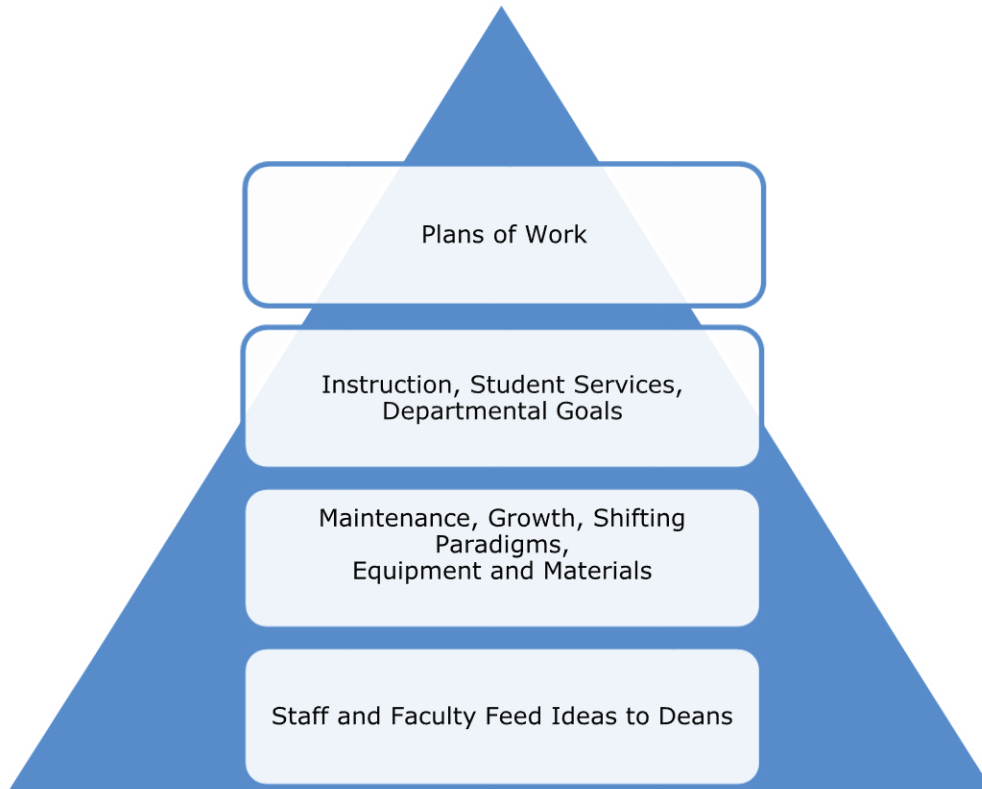 Plans of Work
Instruction, Student Services,
Departmental Goals
Maintenance, Growth, Shifting
Paradigms,
Equipment and Materials
Staff and Faculty Feed Ideas to Deans